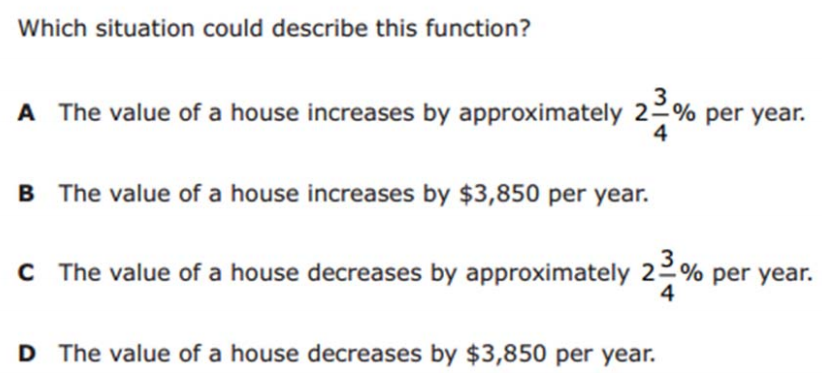 Which situation could describe this function?
A The value of a house increases by approximately 2 3/4% per year.
B The value of a house increases by $3,850 per year.
C The value of a house decreases by approximately 2 3/4% per year.
D The value of a house decreases by $3,850 per year.